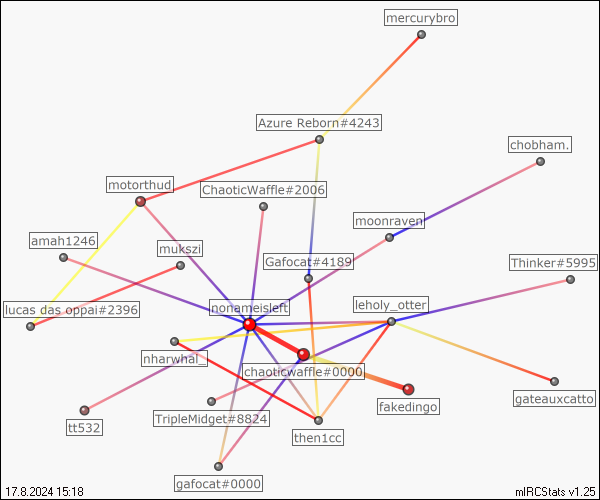 mercurybro
Azure Reborn#4243
chobham.
motorthud
ChaoticWaffle#2006
moonraven
amah1246
mukszi
Gafocat#4189
Thinker#5995
lucas das oppai#2396
nonameisleft
leholy_otter
nharwhal_
chaoticwaffle#0000
fakedingo
gateauxcatto
tt532
TripleMidget#8824
then1cc
gafocat#0000
17.8.2024 15:18
mIRCStats v1.25